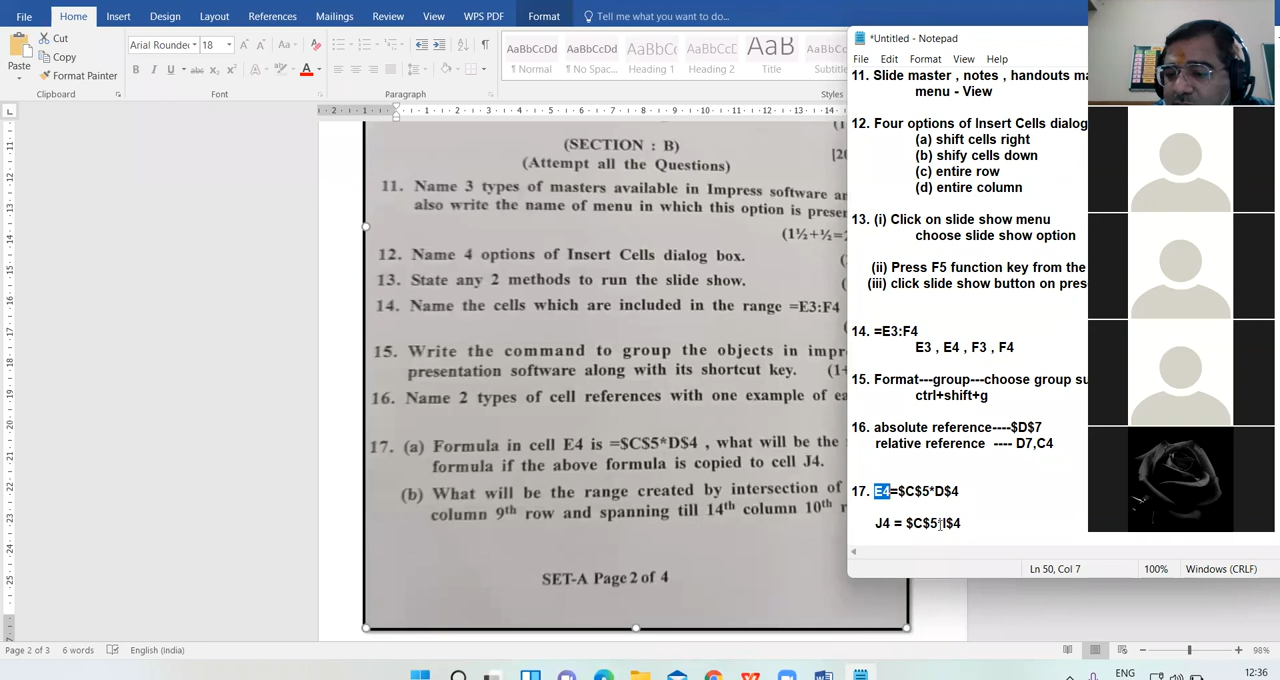 File Home Insert Design Layout References Mailings Review View WPS PDF Format Tell me what you want to do...
Paste Cut Copy Format Painter
Arial Rounde 18
AaBbCcDd AaBbCcDd AaBbCc AaBbCcD AaB AaBbCc
¶ Normal ¶ No Spac... Heading 1 Heading 2 Title Subtitle
Clipboard Font Paragraph Styles
(SECTION : B)
(Attempt all the Questions) [20
11. Name 3 types of masters available in Impress software an
also write the name of menu in which this option is presen
(1½+½=2
12. Name 4 options of Insert Cells dialog box.
13. State any 2 methods to run the slide show.
14. Name the cells which are included in the range =E3:F4
15. Write the command to group the objects in impr
presentation software along with its shortcut key. (1+
16. Name 2 types of cell references with one example of ea
17. (a) Formula in cell E4 is =$C$5*D$4 , what will be the
formula if the above formula is copied to cell J4.
(b) What will be the range created by intersection of
column 9th row and spanning till 14th column 10th r
SET-A Page 2 of 4
*Untitled - Notepad
File Edit Format View Help
11. Slide master , notes , handouts ma
menu - View
12. Four options of Insert Cells dialog
(a) shift cells right
(b) shify cells down
(c) entire row
(d) entire column
13. (i) Click on slide show menu
choose slide show option
(ii) Press F5 function key from the
(iii) click slide show button on pres
14. =E3:F4
E3 , E4 , F3 , F4
15. Format---group---choose group su
ctrl+shift+g
16. absolute reference----$D$7
relative reference ---- D7,C4
17. E4=$C$5*D$4
J4 = $C$5*I$4
Ln 50, Col 7 100% Windows (CRLF)
Page 2 of 3 6 words English (India) 98%
ENG 12:36